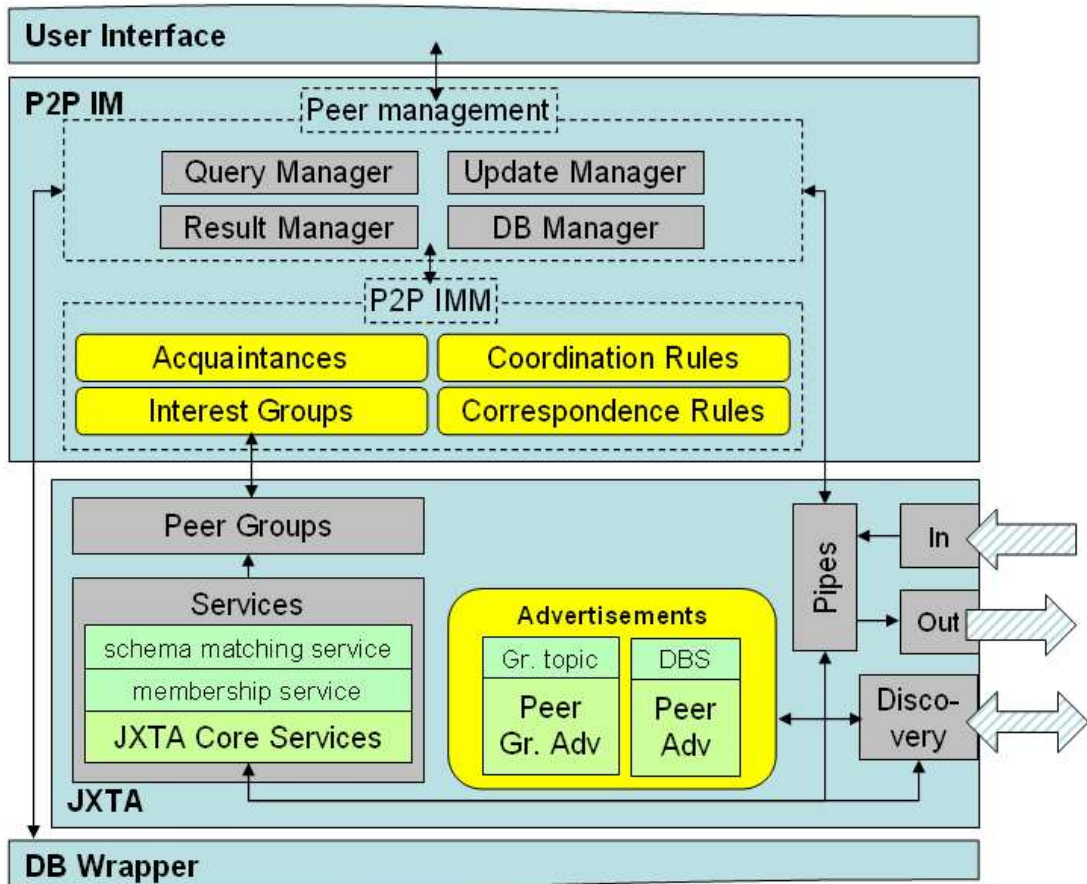 User Interface
P2P IM
Peer management
Query Manager
Update Manager
Result Manager
DB Manager
P2P IMM
Acquaintances
Coordination Rules
Interest Groups
Correspondence Rules
Peer Groups
Services
schema matching service
membership service
JXTA Core Services
JXTA
Advertisements
Gr. topic
Peer
Gr. Adv
DBS
Peer
Adv
Pipes
In
Out
Disco-
very
DB Wrapper